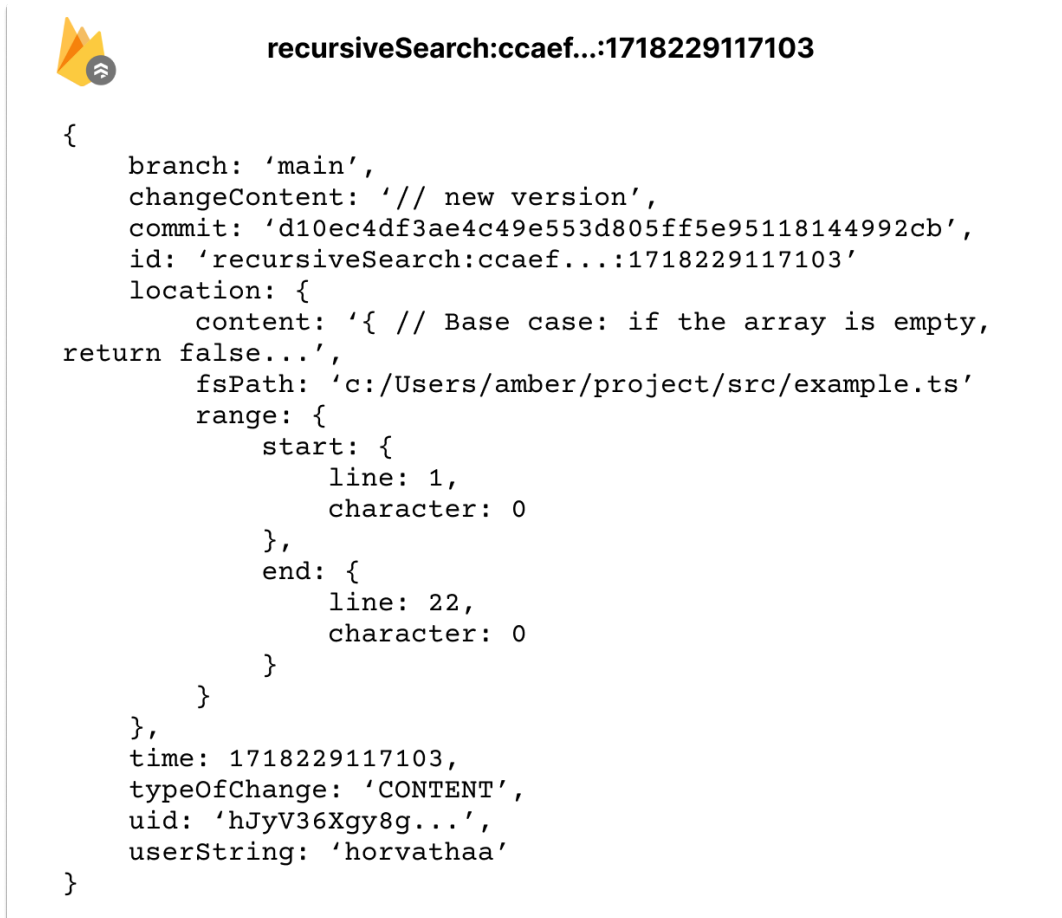 recursiveSearch:ccaef...:1718229117103
{
    branch: ‘main’,
    changeContent: ‘// new version’,
    commit: ‘d10ec4df3ae4c49e553d805ff5e95118144992cb’,
    id: ‘recursiveSearch:ccaef...:1718229117103’
    location: {
        content: ‘{ // Base case: if the array is empty,
return false...’,
        fsPath: ‘c:/Users/amber/project/src/example.ts’
        range: {
            start: {
                line: 1,
                character: 0
            },
            end: {
                line: 22,
                character: 0
            }
        }
    },
    time: 1718229117103,
    typeOfChange: ‘CONTENT’,
    uid: ‘hJyV36Xgy8g...’,
    userString: ‘horvathaa’
}